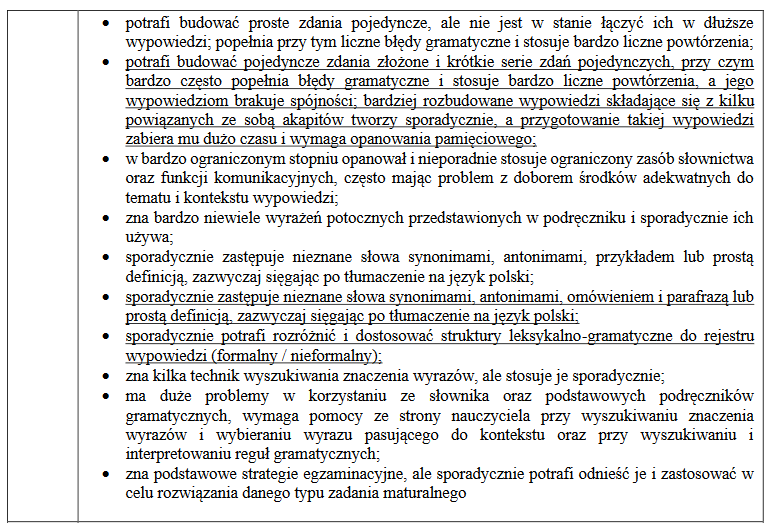 • potrafi budować proste zdania pojedyncze, ale nie jest w stanie łączyć ich w dłuższe
wypowiedzi; popełnia przy tym liczne błędy gramatyczne i stosuje bardzo liczne powtórzenia;
• potrafi budować pojedyncze zdania złożone i krótkie serie zdań pojedynczych, przy czym
bardzo często popełnia błędy gramatyczne i stosuje bardzo liczne powtórzenia, a jego
wypowiedziom brakuje spójności; bardziej rozbudowane wypowiedzi składające się z kilku
powiązanych ze sobą akapitów tworzy sporadycznie, a przygotowanie takiej wypowiedzi
zabiera mu dużo czasu i wymaga opanowania pamięciowego;
• w bardzo ograniczonym stopniu opanował i nieporadnie stosuje ograniczony zasób słownictwa
oraz funkcji komunikacyjnych, często mając problem z doborem środków adekwatnych do
tematu i kontekstu wypowiedzi;
• zna bardzo niewiele wyrażeń potocznych przedstawionych w podręczniku i sporadycznie ich
używa;
• sporadycznie zastępuje nieznane słowa synonimami, antonimami, przykładem lub prostą
definicją, zazwyczaj sięgając po tłumaczenie na język polski;
• sporadycznie zastępuje nieznane słowa synonimami, antonimami, omówieniem i parafrazą lub
prostą definicją, zazwyczaj sięgając po tłumaczenie na język polski;
• sporadycznie potrafi rozróżnić i dostosować struktury leksykalno-gramatyczne do rejestru
wypowiedzi (formalny / nieformalny);
• zna kilka technik wyszukiwania znaczenia wyrazów, ale stosuje je sporadycznie;
• ma duże problemy w korzystaniu ze słownika oraz podstawowych podręczników
gramatycznych, wymaga pomocy ze strony nauczyciela przy wyszukiwaniu znaczenia
wyrazów i wybieraniu wyrazu pasującego do kontekstu oraz przy wyszukiwaniu i
interpretowaniu reguł gramatycznych;
• zna podstawowe strategie egzaminacyjne, ale sporadycznie potrafi odnieść je i zastosować w
celu rozwiązania danego typu zadania maturalnego